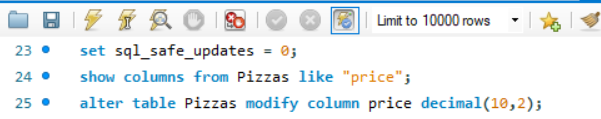 Limit to 10000 rows
23 set sql_safe_updates = 0;
24 show columns from Pizzas like "price";
25 alter table Pizzas modify column price decimal(10,2);